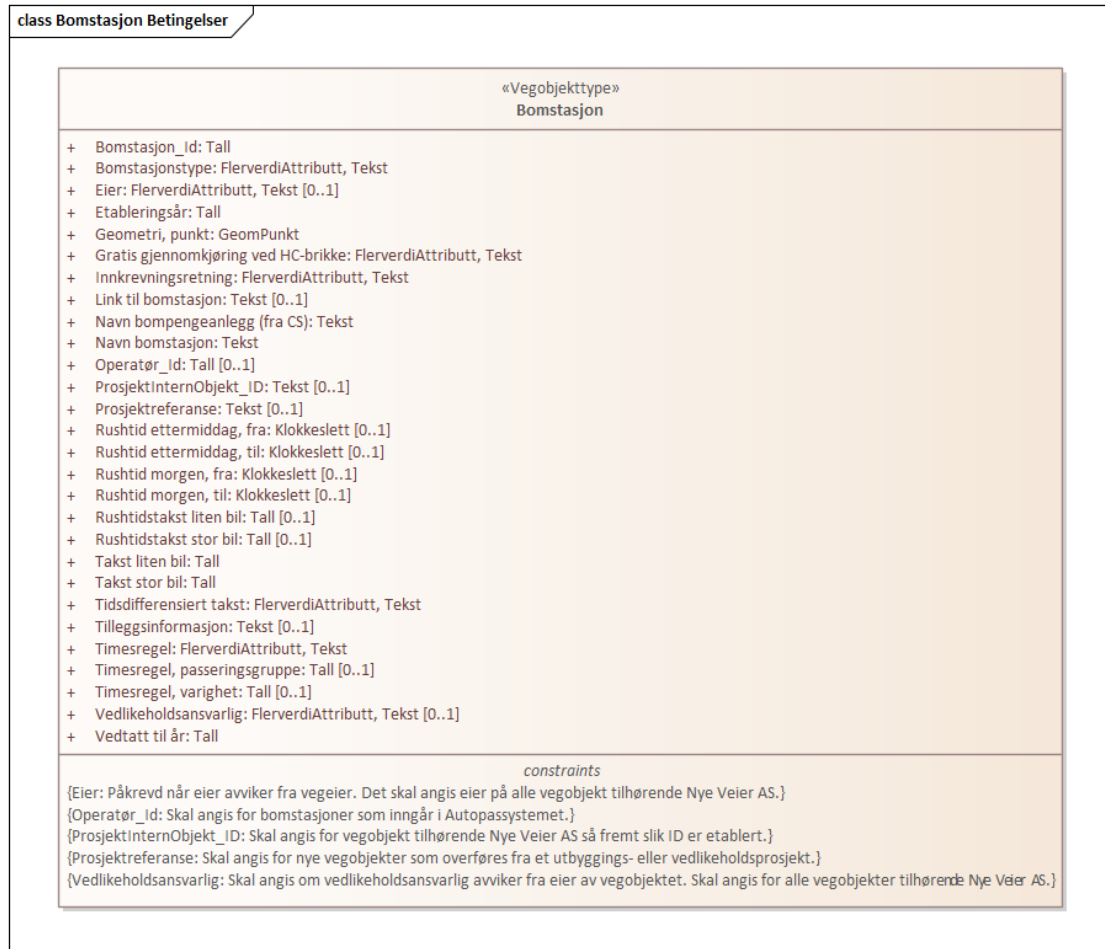 class Bomstasjon Betingelser
«Vegobjekttype»
Bomstasjon
+ Bomstasjon_Id: Tall
+ Bomstasjonstype: FlerverdiAttributt, Tekst
+ Eier: FlerverdiAttributt, Tekst [0..1]
+ Etableringsår: Tall
+ Geometri, punkt: GeomPunkt
+ Gratis gjennomkjøring ved HC-brikke: FlerverdiAttributt, Tekst
+ Innkrevningsretning: FlerverdiAttributt, Tekst
+ Link til bomstasjon: Tekst [0..1]
+ Navn bompengeanlegg (fra CS): Tekst
+ Navn bomstasjon: Tekst
+ Operatør_Id: Tall [0..1]
+ ProsjektInternObjekt_ID: Tekst [0..1]
+ Prosjektreferanse: Tekst [0..1]
+ Rushtid ettermiddag, fra: Klokkeslett [0..1]
+ Rushtid ettermiddag, til: Klokkeslett [0..1]
+ Rushtid morgen, fra: Klokkeslett [0..1]
+ Rushtid morgen, til: Klokkeslett [0..1]
+ Rushtidstakst liten bil: Tall [0..1]
+ Rushtidstakst stor bil: Tall [0..1]
+ Takst liten bil: Tall
+ Takst stor bil: Tall
+ Tidsdifferensiert takst: FlerverdiAttributt, Tekst
+ Tilleggsinformasjon: Tekst [0..1]
+ Timesregel: FlerverdiAttributt, Tekst
+ Timesregel, passeringsgruppe: Tall [0..1]
+ Timesregel, varighet: Tall [0..1]
+ Vedlikeholdsansvarlig: FlerverdiAttributt, Tekst [0..1]
+ Vedtatt til år: Tall
constraints
{Eier: Påkrevd når eier avviker fra vegeier. Det skal angis eier på alle vegobjekt tilhørende Nye Veier AS.}
{Operatør_Id: Skal angis for bomstasjoner som inngår i Autopassystemet.}
{ProsjektInternObjekt_ID: Skal angis for vegobjekt tilhørende Nye Veier AS så fremt slik ID er etablert.}
{Prosjektreferanse: Skal angis for nye vegobjekter som overføres fra et utbyggings- eller vedlikeholdsprosjekt.}
{Vedlikeholdsansvarlig: Skal angis om vedlikeholdsansvarlig avviker fra eier av vegobjektet. Skal angis for alle vegobjekter tilhørende Nye Veier AS.}